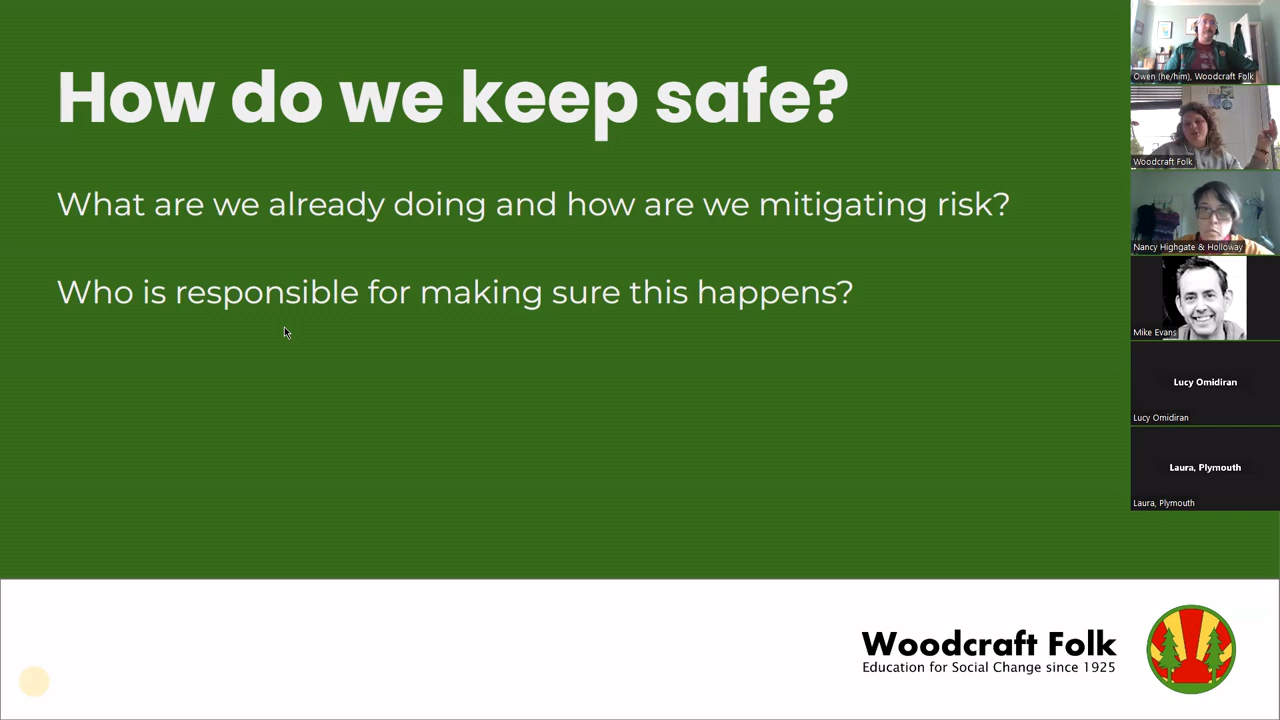 How do we keep safe?
What are we already doing and how are we mitigating risk?
Who is responsible for making sure this happens?
Owen (he/him), Woodcraft Folk
Woodcraft Folk
Nancy Highgate & Holloway
Mike Evans
Lucy Omidiran
Lucy Omidiran
Laura, Plymouth
Laura, Plymouth
Woodcraft Folk
Education for Social Change since 1925